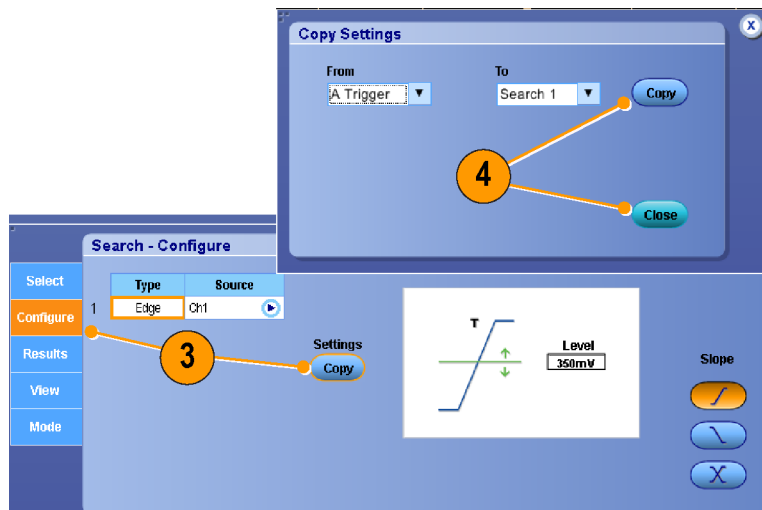 Copy Settings
X
From
To
A Trigger
Search 1
Copy
4
Close
Search - Configure
Select
Configure
Results
View
Mode
Type
Source
1
Edge
Ch1
3
Settings
Copy
T
Level
350mV
Slope